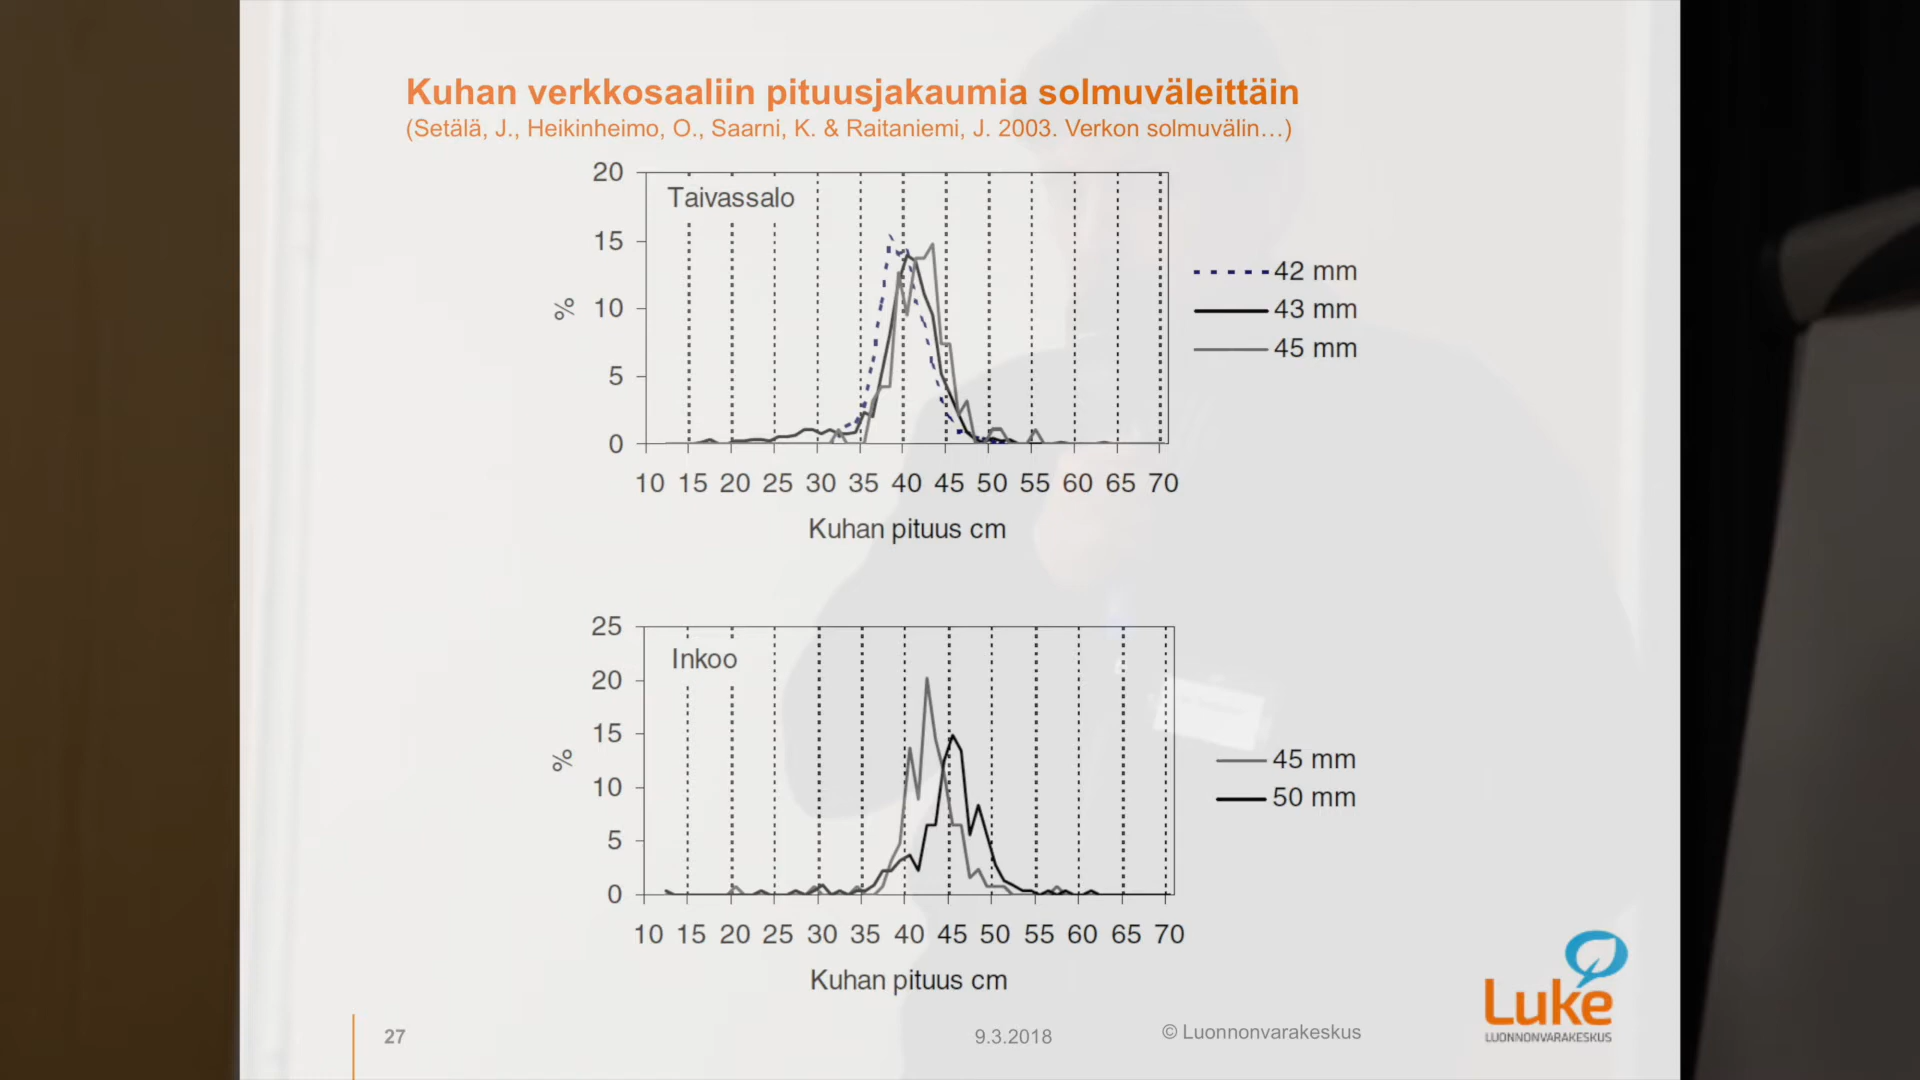 Kuhan verkkosaaliin pituusjakaumia solmuväleittäin
(Setälä, J., Heikinheimo, O., Saarni, K. & Raitaniemi, J. 2003. Verkon solmuvälin…)
20
Taivassalo
15
10
5
0
%
42 mm
43 mm
45 mm
10 15 20 25 30 35 40 45 50 55 60 65 70
Kuhan pituus cm
25
Inkoo
20
15
10
5
0
%
45 mm
50 mm
10 15 20 25 30 35 40 45 50 55 60 65 70
Kuhan pituus cm
27
9.3.2018
© Luonnonvarakeskus
Luke
LUONNONVARAKESKUS